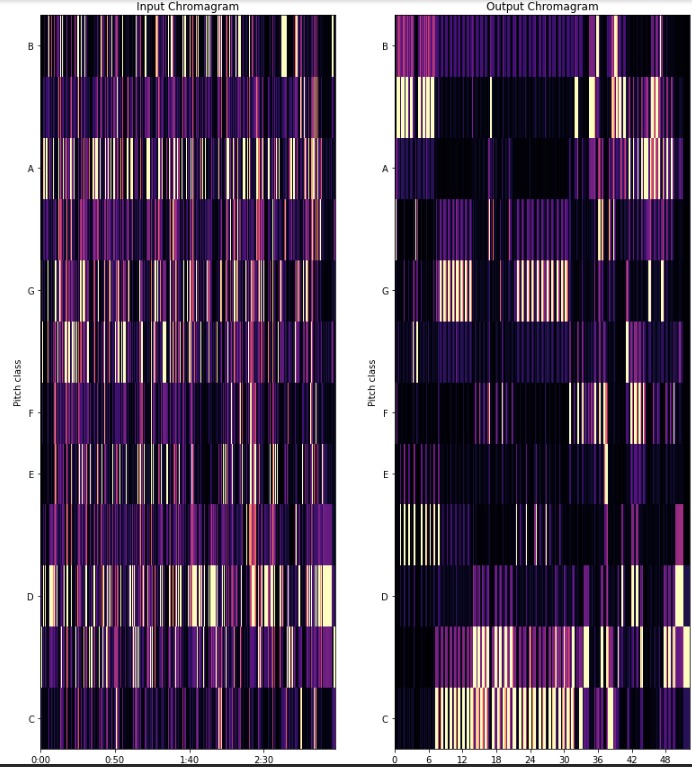 Input Chromagram
Output Chromagram
B
A
G
F
E
D
C
Pitch class
0:00 0:50 1:40 2:30
B
A
G
F
E
D
C
Pitch class
0 6 12 18 24 30 36 42 48